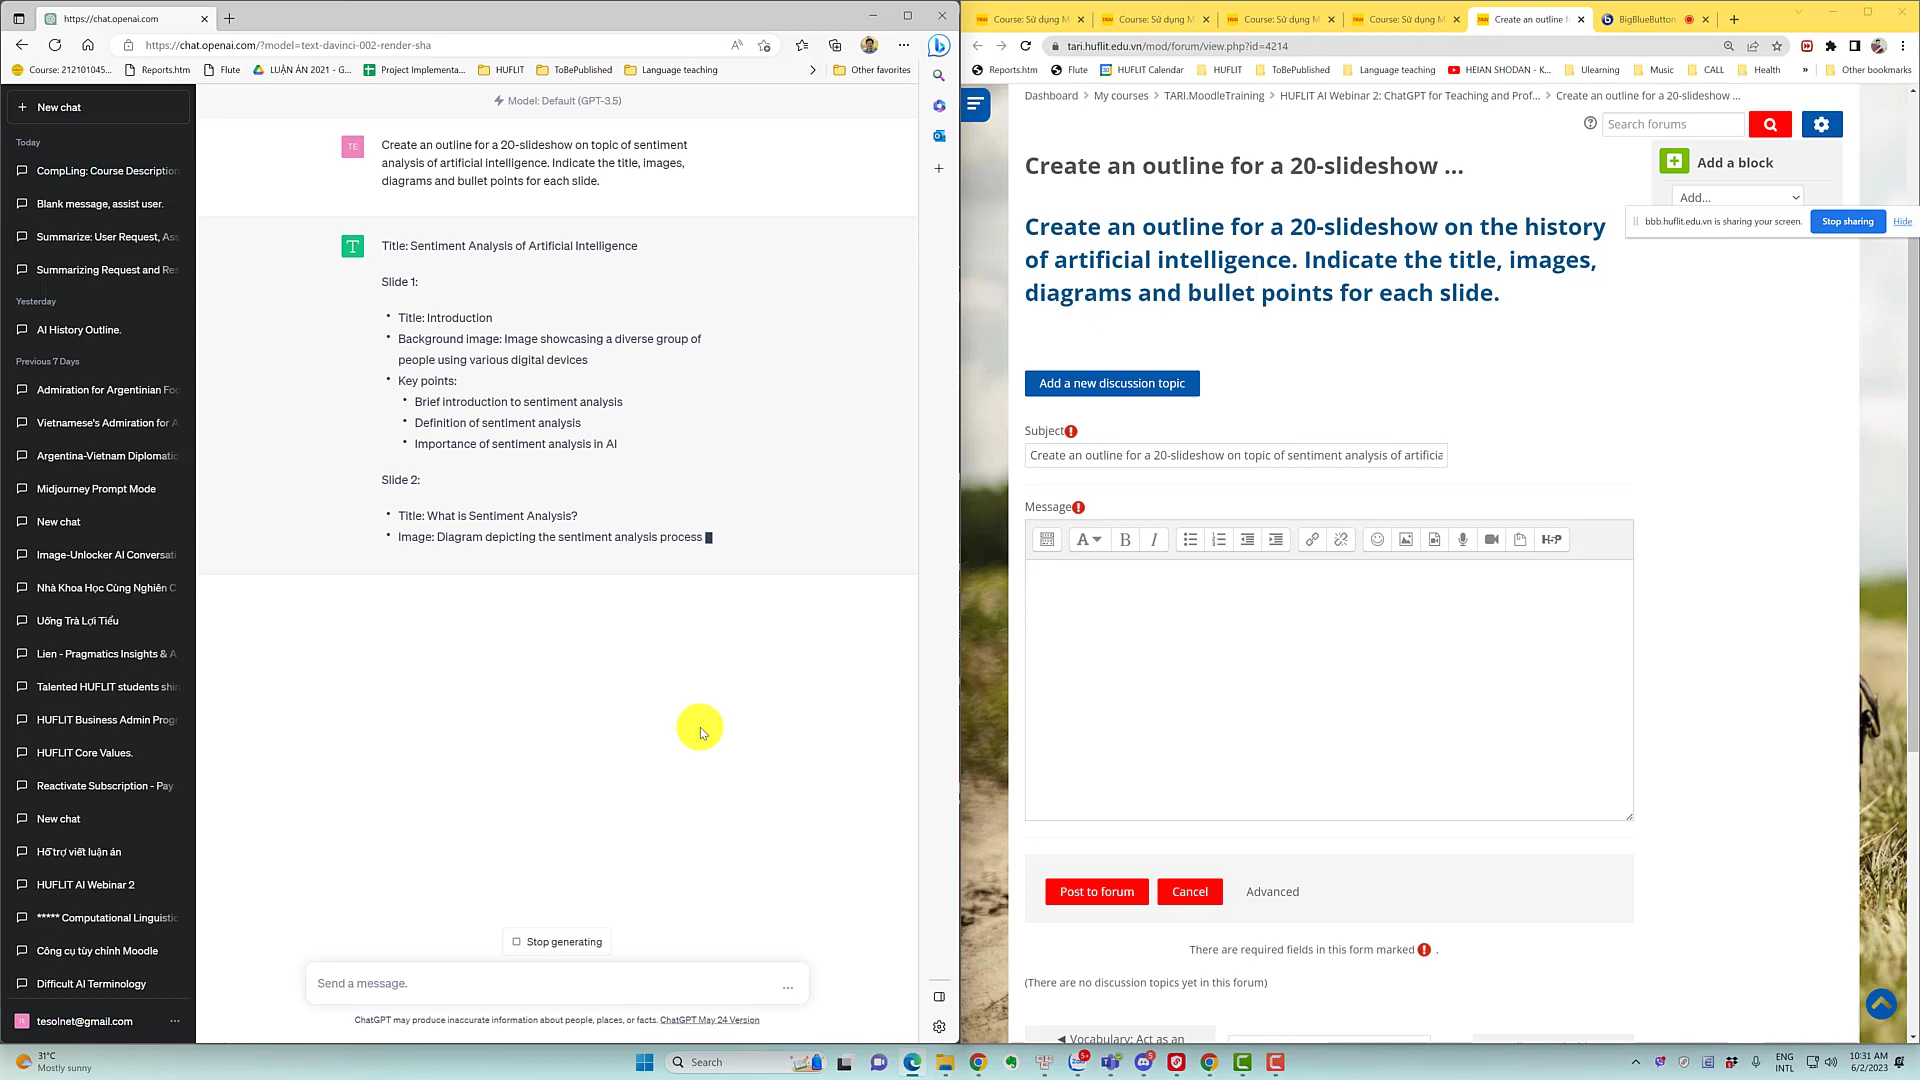 https://chat.openai.com
https://chat.openai.com/?model=text-davinci-002-render-sha
Course: 212101045...
Reports.htm
Flute
LUẬN ÁN 2021 - G...
Project Implementa...
HUFLIT
ToBePublished
Language teaching
Other favorites
New chat
Today
CompLing: Course Description
Blank message, assist user.
Summarize: User Request, Ass
Summarizing Request and Res
Yesterday
AI History Outline.
Previous 7 Days
Admiration for Argentinian Foo
Vietnamese's Admiration for A
Argentina-Vietnam Diplomatic
Midjourney Prompt Mode
New chat
Image-Unlocker AI Conversati
Nhà Khoa Học Cùng Nghiên C
Uống Trà Lợi Tiểu
Lien - Pragmatics Insights & A
Talented HUFLIT students shin
HUFLIT Business Admin Progr
HUFLIT Core Values.
Reactivate Subscription - Pay
New chat
Hỗ trợ viết luận án
HUFLIT AI Webinar 2
***** Computational Linguistic
Công cụ tùy chỉnh Moodle
Difficult AI Terminology
TE tesolnet@gmail.com ...
Model: Default (GPT-3.5)
TE
Create an outline for a 20-slideshow on topic of sentiment
analysis of artificial intelligence. Indicate the title, images,
diagrams and bullet points for each slide.
T
Title: Sentiment Analysis of Artificial Intelligence
Slide 1:
• Title: Introduction
• Background image: Image showcasing a diverse group of
people using various digital devices
• Key points:
• Brief introduction to sentiment analysis
• Definition of sentiment analysis
• Importance of sentiment analysis in AI
Slide 2:
• Title: What is Sentiment Analysis?
• Image: Diagram depicting the sentiment analysis process
Stop generating
Send a message.
ChatGPT may produce inaccurate information about people, places, or facts. ChatGPT May 24 Version
Course: Sử dụng M
Course: Sử dụng M
Course: Sử dụng M
Course: Sử dụng M
Create an outline f
BigBlueButton
tari.huflit.edu.vn/mod/forum/view.php?id=4214
Reports.htm
Flute
HUFLIT Calendar
HUFLIT
ToBePublished
Language teaching
HEIAN SHODAN - K...
Ulearning
Music
CALL
Health
Other bookmarks
Dashboard > My courses > TARI.MoodleTraining > HUFLIT AI Webinar 2: ChatGPT for Teaching and Prof... > Create an outline for a 20-slideshow ...
Search forums
Create an outline for a 20-slideshow ...
Add a block
Add...
bbb.huflit.edu.vn is sharing your screen. Stop sharing Hide
Create an outline for a 20-slideshow on the history
of artificial intelligence. Indicate the title, images,
diagrams and bullet points for each slide.
Add a new discussion topic
Subject
Create an outline for a 20-slideshow on topic of sentiment analysis of artificia
Message
A B I
H-P
Post to forum Cancel Advanced
There are required fields in this form marked .
(There are no discussion topics yet in this forum)
◀ Vocabulary: Act as an
31°C
Mostly sunny
Search
5+
5
ENG
INTL
10:31 AM
6/2/2023